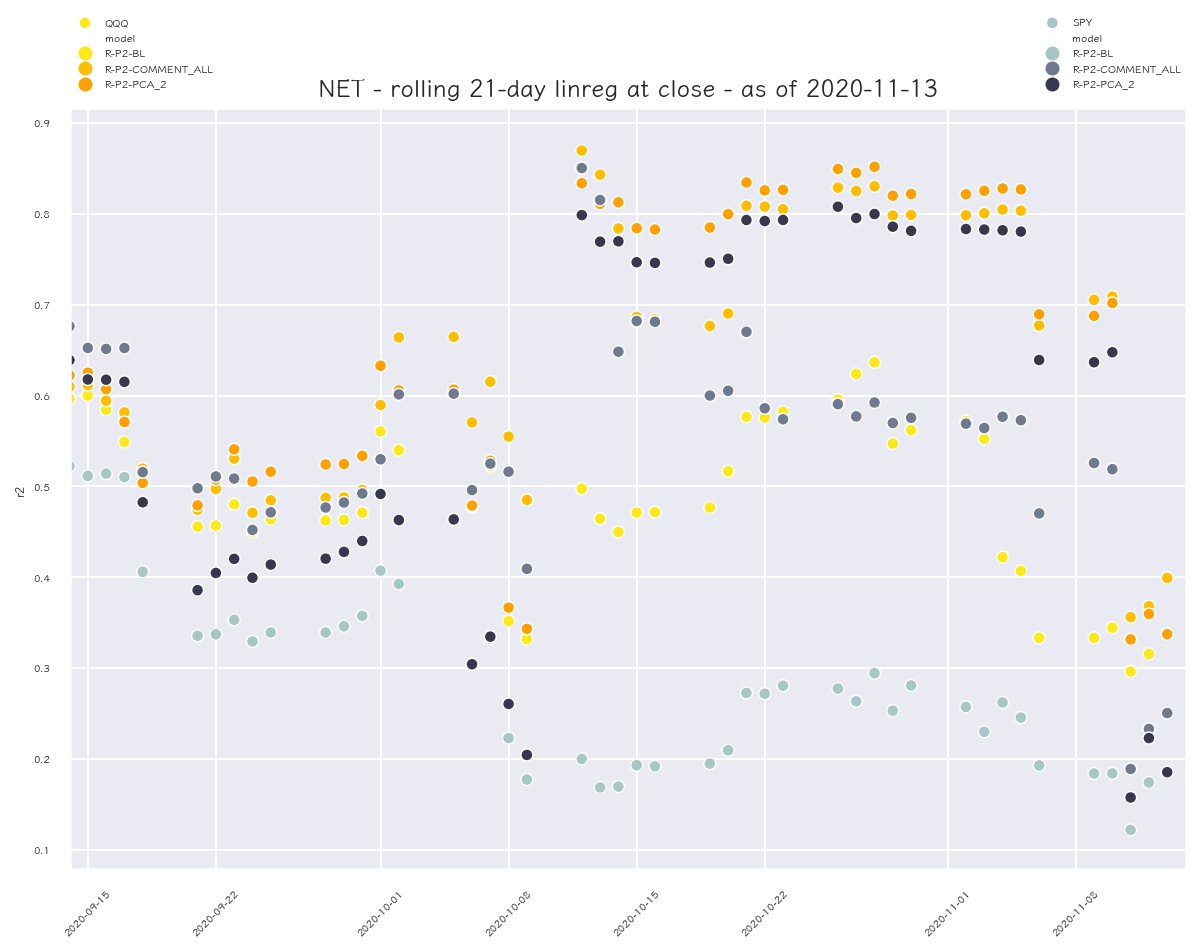 QQQ
model
R-P2-BL
R-P2-COMMENT_ALL
R-P2-PCA_2
SPY
model
R-P2-BL
R-P2-COMMENT_ALL
R-P2-PCA_2
NET - rolling 21-day linreg at close - as of 2020-11-13
0.9
0.8
0.7
0.6
0.5
0.4
0.3
0.2
0.1
r2
2020-09-15
2020-09-22
2020-10-01
2020-10-08
2020-10-15
2020-10-22
2020-11-01
2020-11-08